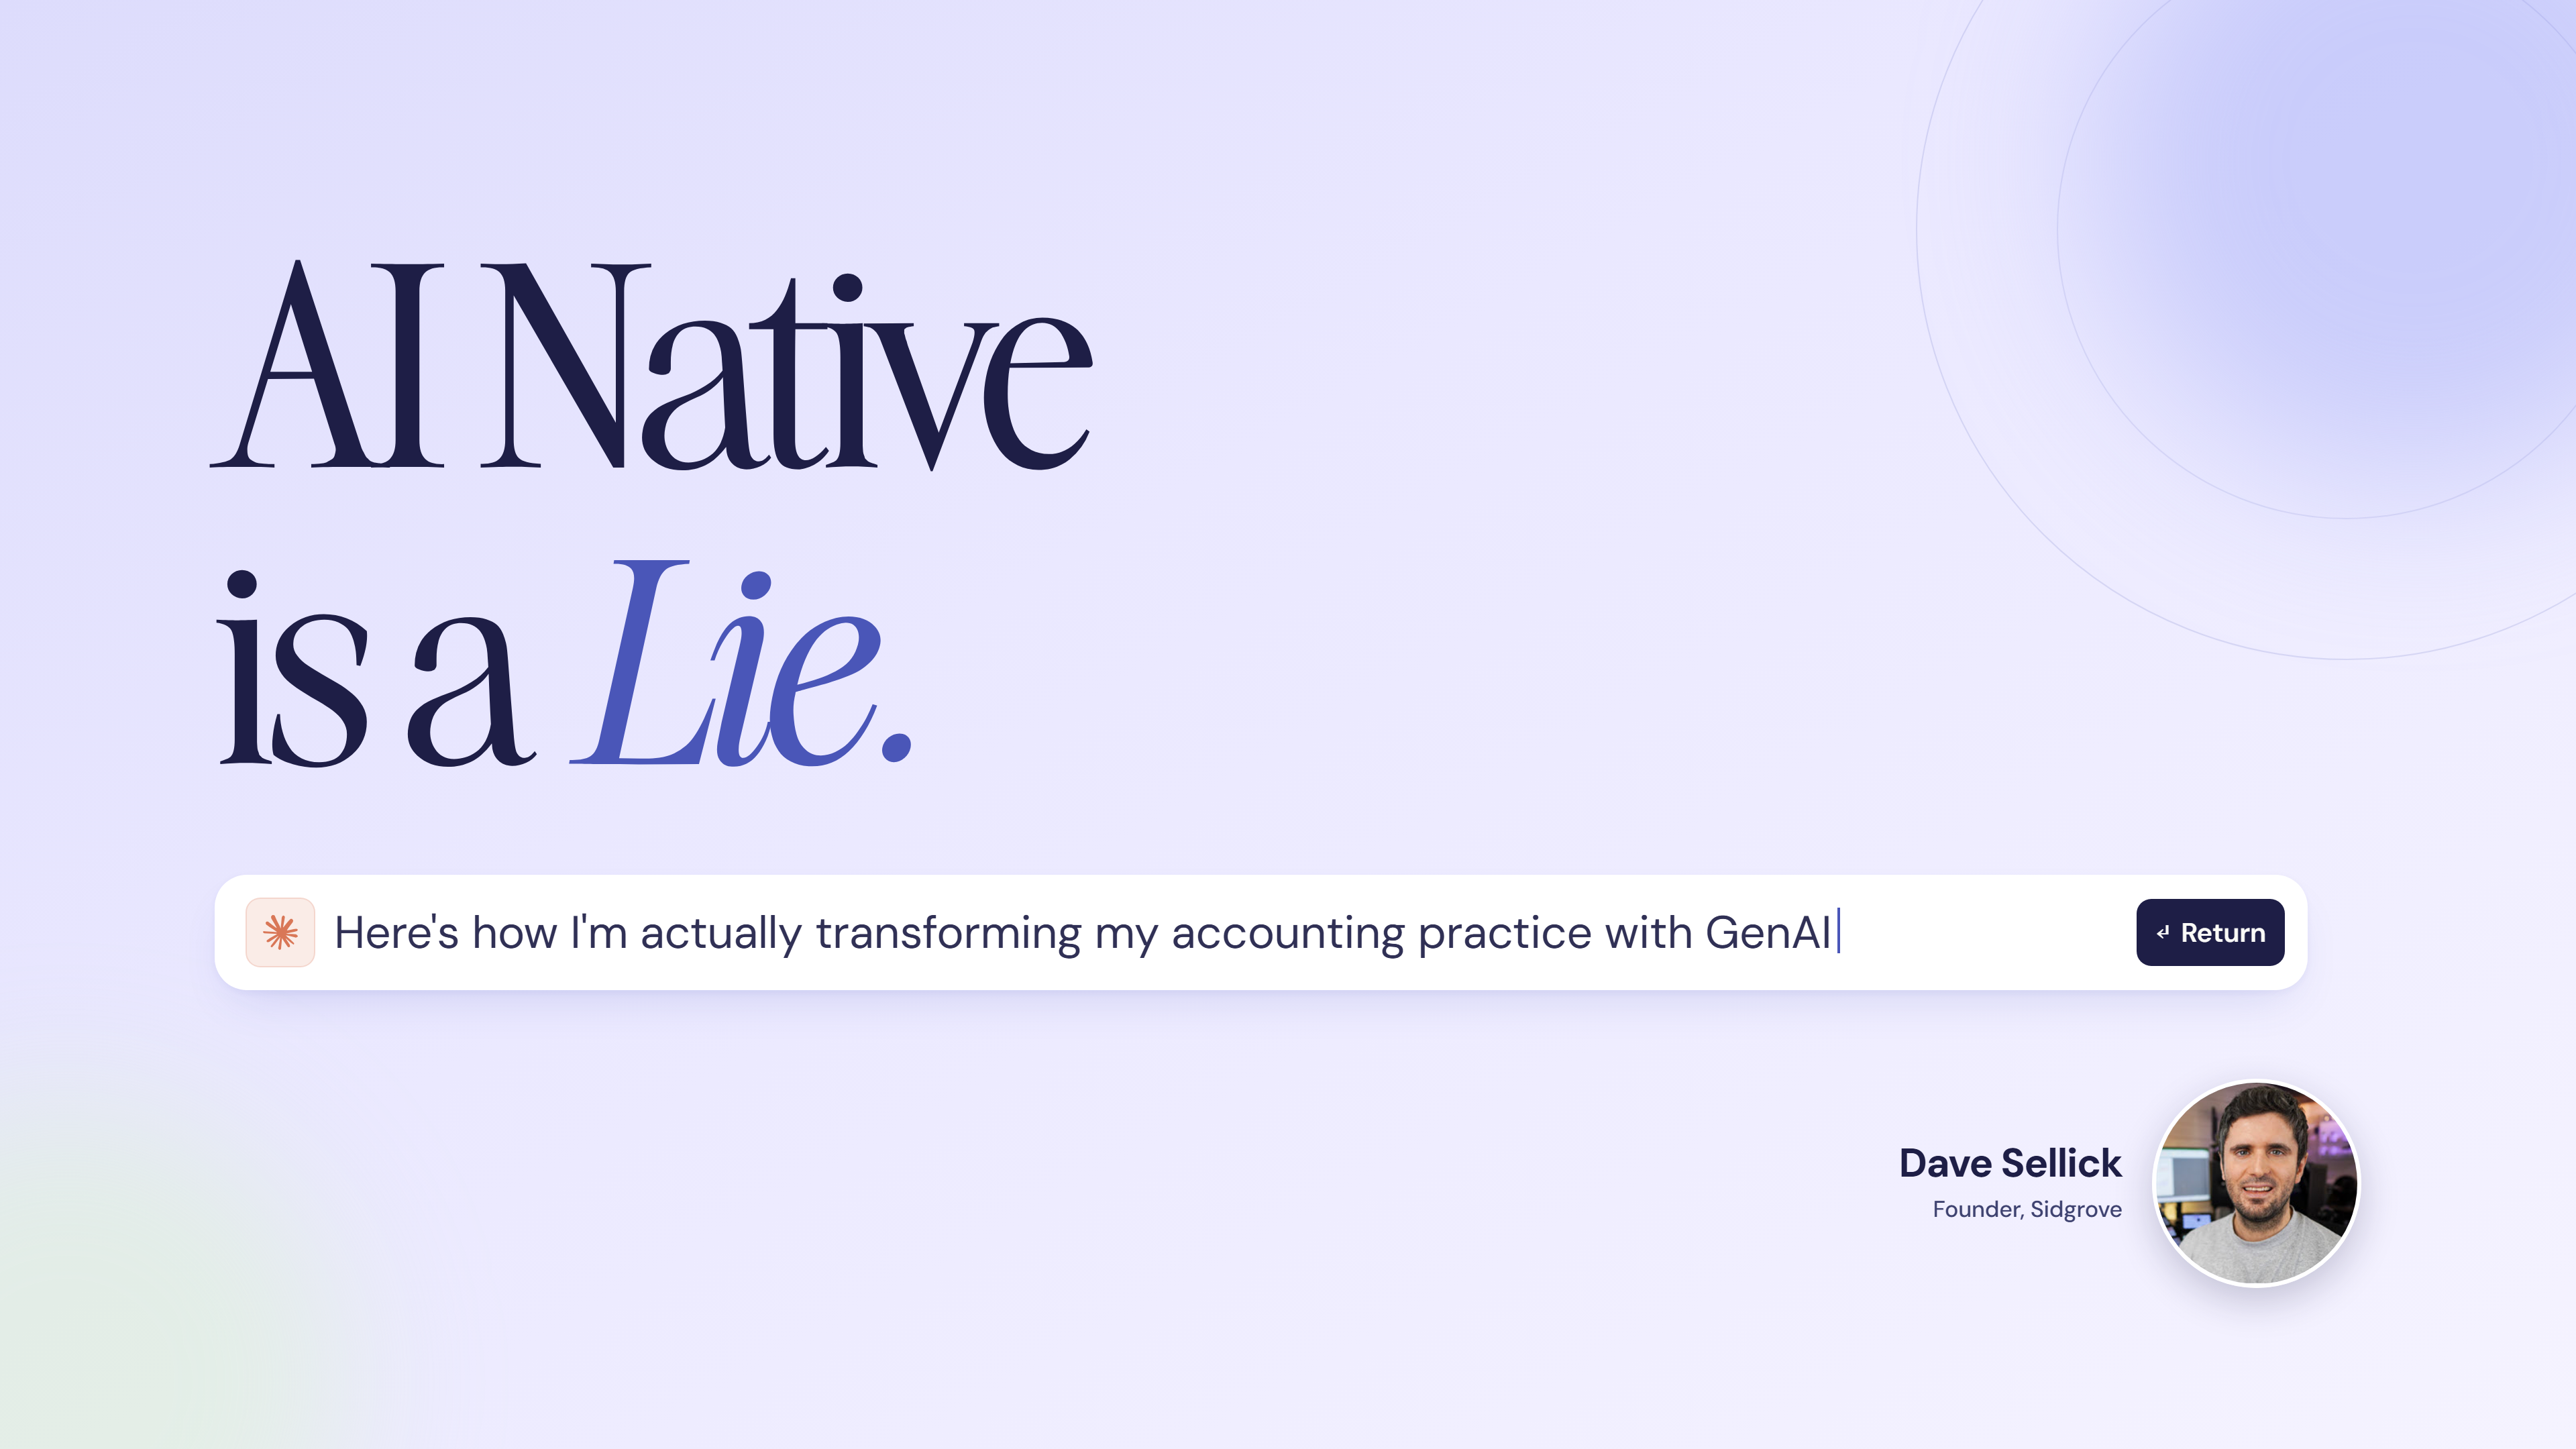 AI Native
is a Lie.
Here's how I'm actually transforming my accounting practice with GenAI
Return
Dave Sellick
Founder, Sidgrove